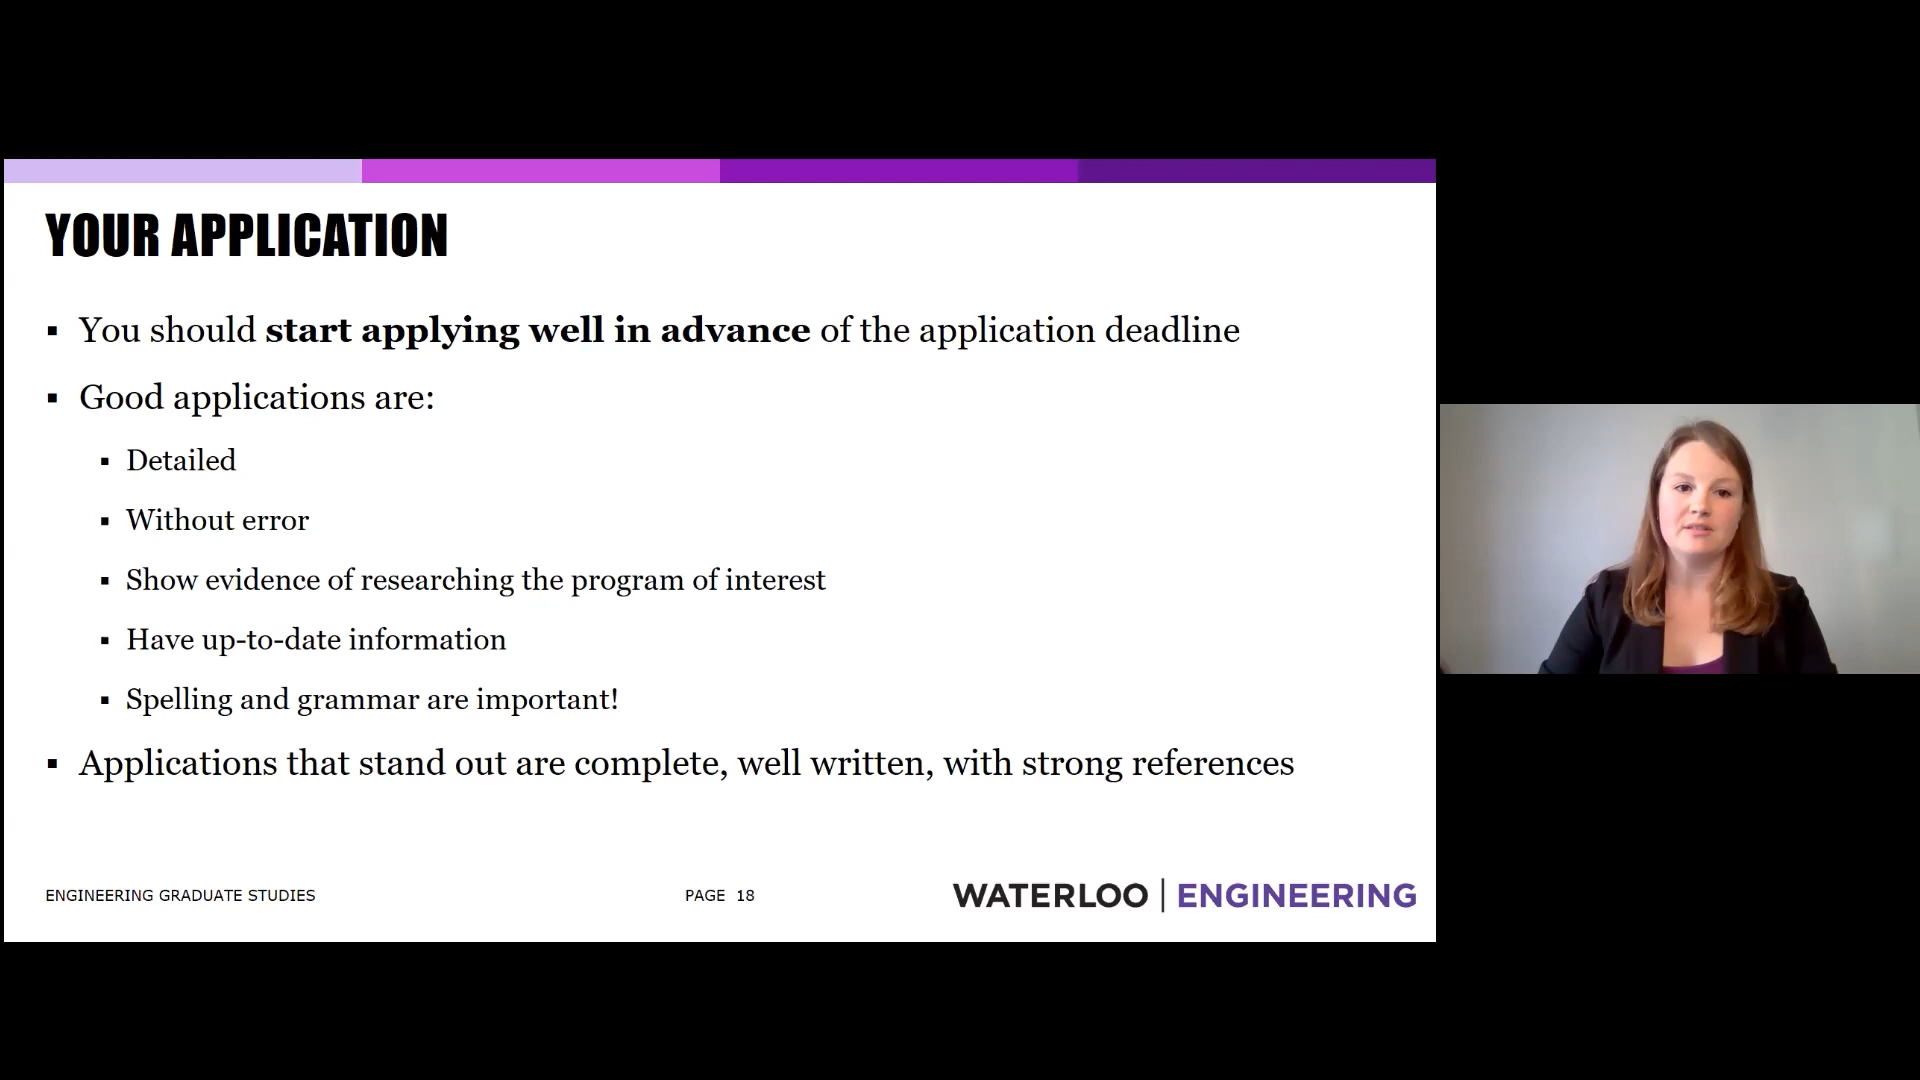 YOUR APPLICATION
▪ You should start applying well in advance of the application deadline
▪ Good applications are:
▪ Detailed
▪ Without error
▪ Show evidence of researching the program of interest
▪ Have up-to-date information
▪ Spelling and grammar are important!
▪ Applications that stand out are complete, well written, with strong references
ENGINEERING GRADUATE STUDIES
PAGE 18
WATERLOO | ENGINEERING